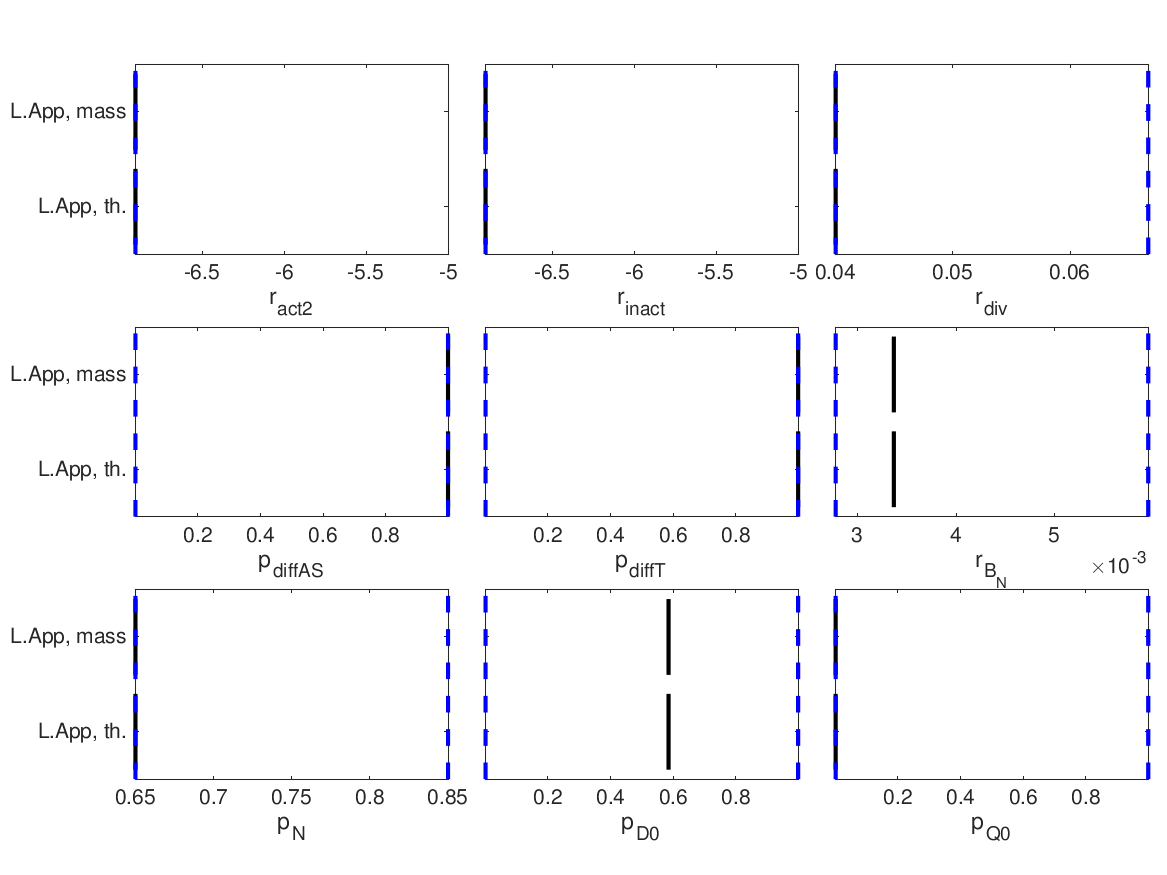 L.App, mass
L.App, th.
-6.5 -6 -5.5 -5
r_act2
-6.5 -6 -5.5 -5
r_inact
0.04 0.05 0.06
r_div
L.App, mass
L.App, th.
0.2 0.4 0.6 0.8
p_diffAS
0.2 0.4 0.6 0.8
p_diffT
3 4 5
×10^-3
r_B_N
L.App, mass
L.App, th.
0.65 0.7 0.75 0.8 0.85
p_N
0.2 0.4 0.6 0.8
p_D0
0.2 0.4 0.6 0.8
p_Q0